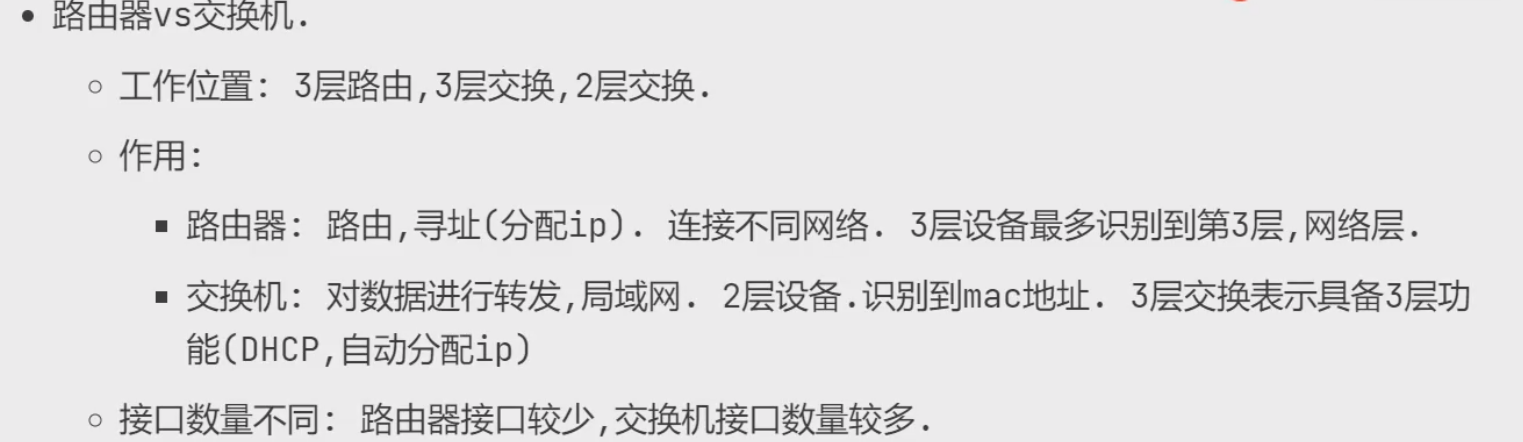 路由器vs交换机.
工作位置: 3层路由,3层交换,2层交换.
作用:
路由器: 路由,寻址(分配ip). 连接不同网络. 3层设备最多识别到第3层,网络层.
交换机: 对数据进行转发,局域网. 2层设备.识别到mac地址. 3层交换表示具备3层功
能(DHCP,自动分配ip)
接口数量不同: 路由器接口较少,交换机接口数量较多.